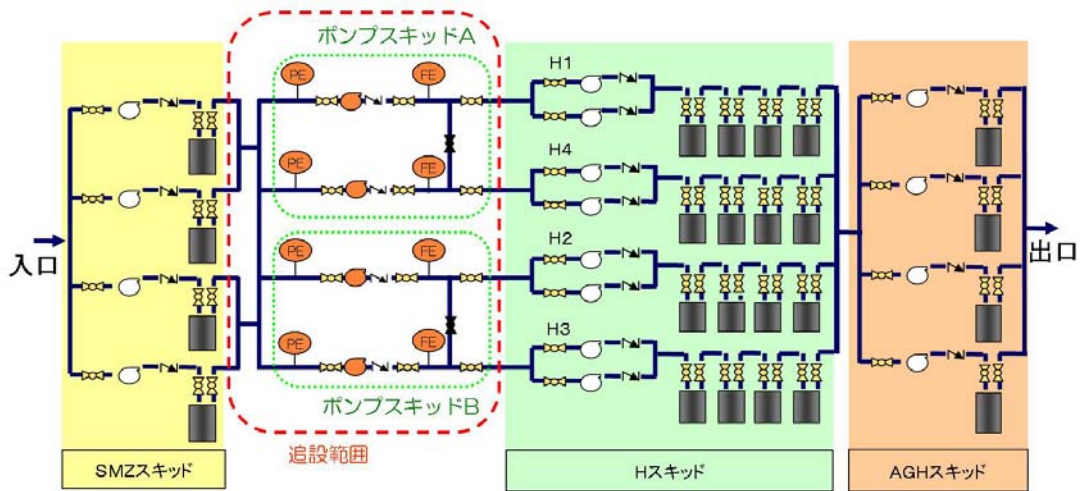 ポンプスキッドA
PE
FE
H1
PE
FE
H4
入口
PE
FE
H2
出口
PE
FE
H3
ポンプスキッドB
追設範囲
SMZスキッド
Hスキッド
AGHスキッド